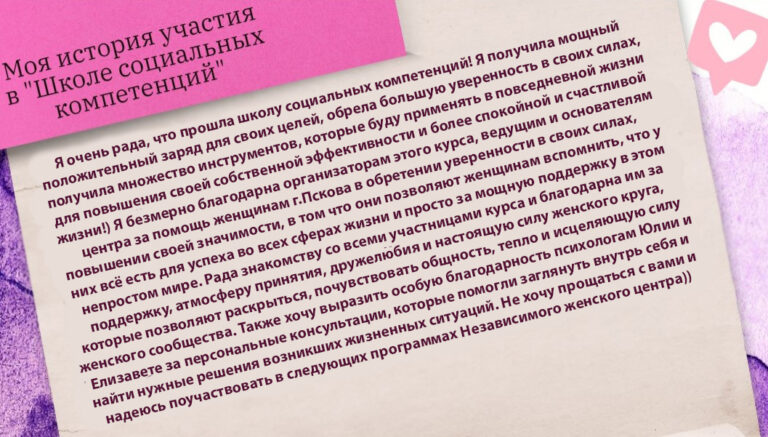 Моя история участия
в "Школе социальных
компетенций"
Я очень рада, что прошла школу социальных компетенций! Я получила мощный
положительный заряд для своих целей, обрела большую уверенность в своих силах,
получила множество инструментов, которые буду применять в повседневной жизни
для повышения своей собственной эффективности и более спокойной и счастливой
жизни!) Я безмерно благодарна организаторам этого курса, ведущим и основателям
центра за помощь женщинам г.Пскова в обретении уверенности в своих силах,
повышении своей значимости, в том что они позволяют женщинам вспомнить, что у
них всё есть для успеха во всех сферах жизни и просто за мощную поддержку в этом
непростом мире. Рада знакомству со всеми участницами курса и благодарна им за
поддержку, атмосферу принятия, дружелюбия и настоящую силу женского круга,
которые позволяют раскрыться, почувствовать общность, тепло и исцеляющую силу
женского сообщества. Также хочу выразить особую благодарность психологам Юлии и
Елизавете за персональные консультации, которые помогли заглянуть внутрь себя и
найти нужные решения возникших жизненных ситуаций. Не хочу прощаться с вами и
надеюсь поучаствовать в следующих программах Независимого женского центра))